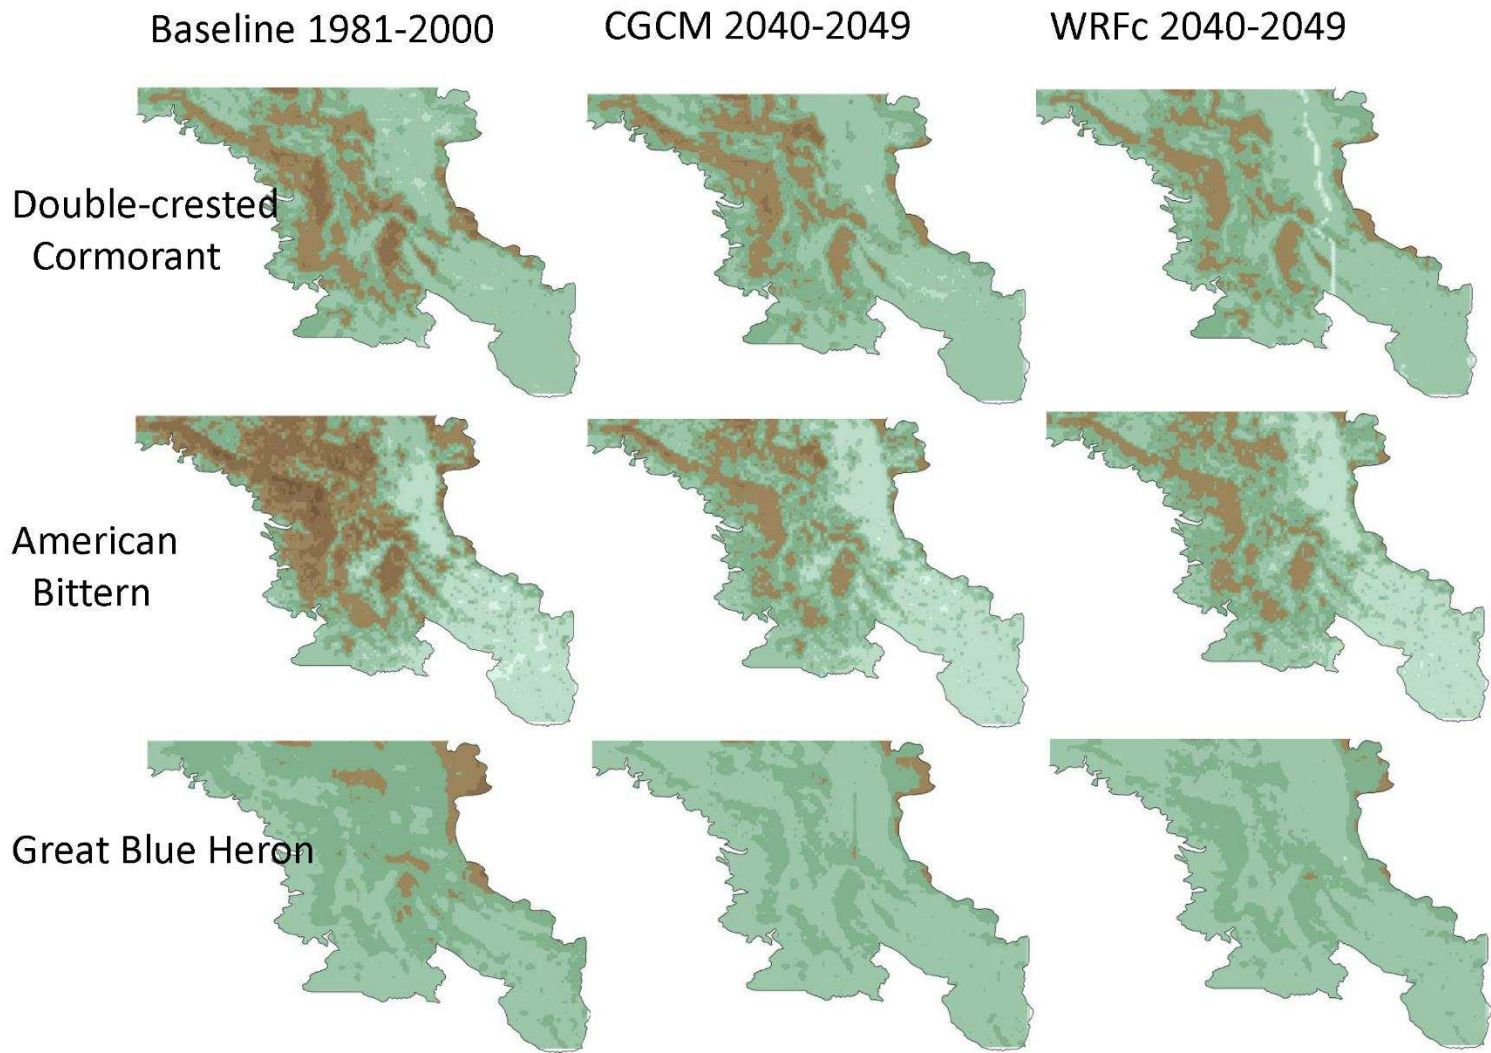 Baseline 1981-2000
CGCM 2040-2049
WRFc 2040-2049
Double-crested
Cormorant
American
Bittern
Great Blue Heron